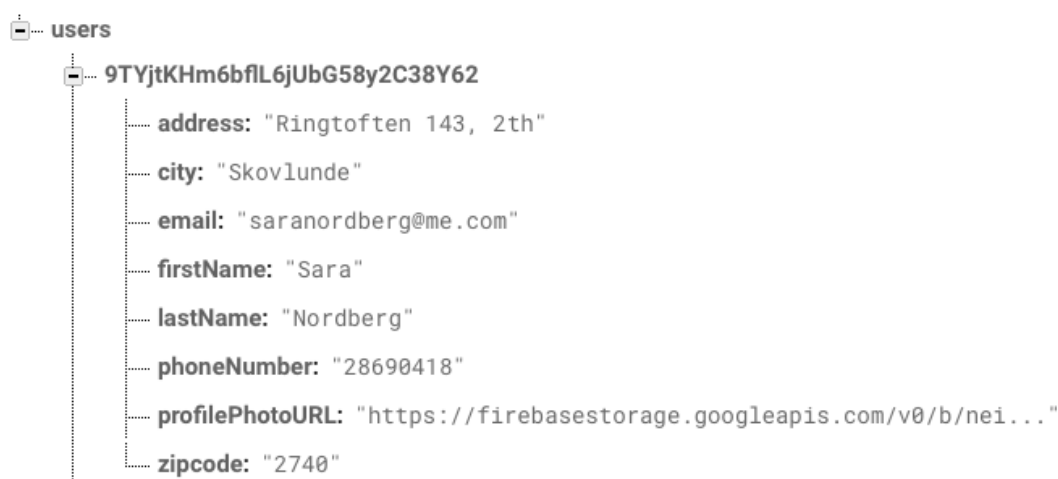 users
9TYjtKHm6bflL6jUbG58y2C38Y62
address: "Ringtoften 143, 2th"
city: "Skovlunde"
email: "saranordberg@me.com"
firstName: "Sara"
lastName: "Nordberg"
phoneNumber: "28690418"
profilePhotoURL: "https://firebasestorage.googleapis.com/v0/b/nei..."
zipcode: "2740"